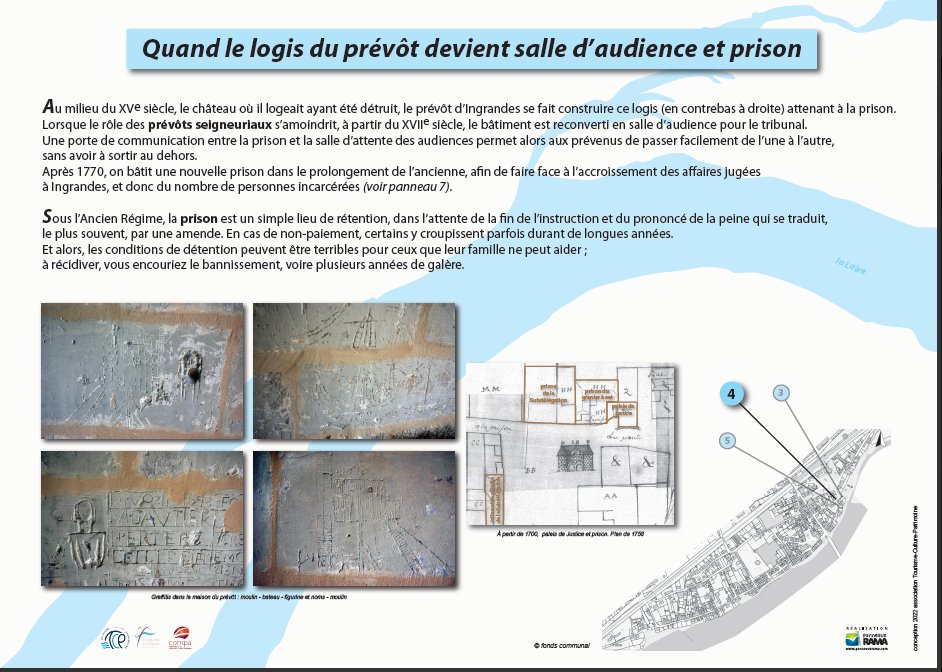 Quand le logis du prévôt devient salle d'audience et prison
Au milieu du XVe siècle, le château où il logeait ayant été détruit, le prévôt d'Ingrandes se fait construire ce logis (en contrebas à droite) attenant à la prison.
Lorsque le rôle des prévôts seigneuriaux s'amoindrit, à partir du XVIIe siècle, le bâtiment est reconverti en salle d'audience pour le tribunal.
Une porte de communication entre la prison et la salle d'attente des audiences permet alors aux prévenus de passer facilement de l'une à l'autre,
sans avoir à sortir au dehors.
Après 1770, on bâtit une nouvelle prison dans le prolongement de l'ancienne, afin de faire face à l'accroissement des affaires jugées
à Ingrandes, et donc du nombre de personnes incarcérées (voir panneau 7).
Sous l'Ancien Régime, la prison est un simple lieu de rétention, dans l'attente de la fin de l'instruction et du prononcé de la peine qui se traduit,
le plus souvent, par une amende. En cas de non-paiement, certains y croupissent parfois durant de longues années.
Et alors, les conditions de détention peuvent être terribles pour ceux que leur famille ne peut aider ;
à récidiver, vous encouriez le bannissement, voire plusieurs années de galère.
la Loire
MM
prison
de la
Subdélégation
HH
prison du
grenier à sel
HH
2
palais de
justice
HH
CC
BB
BB
&
&
CC
AA
À partir de 1700, palais de Justice et prison. Plan de 1758
4
3
5
GAVTIER
Graffitis dans la maison du prévôt : moulin - bateau - figurine et noms - moulin
compa
© fonds communal
RÉALISATION
PAYSAGES
RAMA
conception 2022 association Tourisme-Culture-Patrimoine